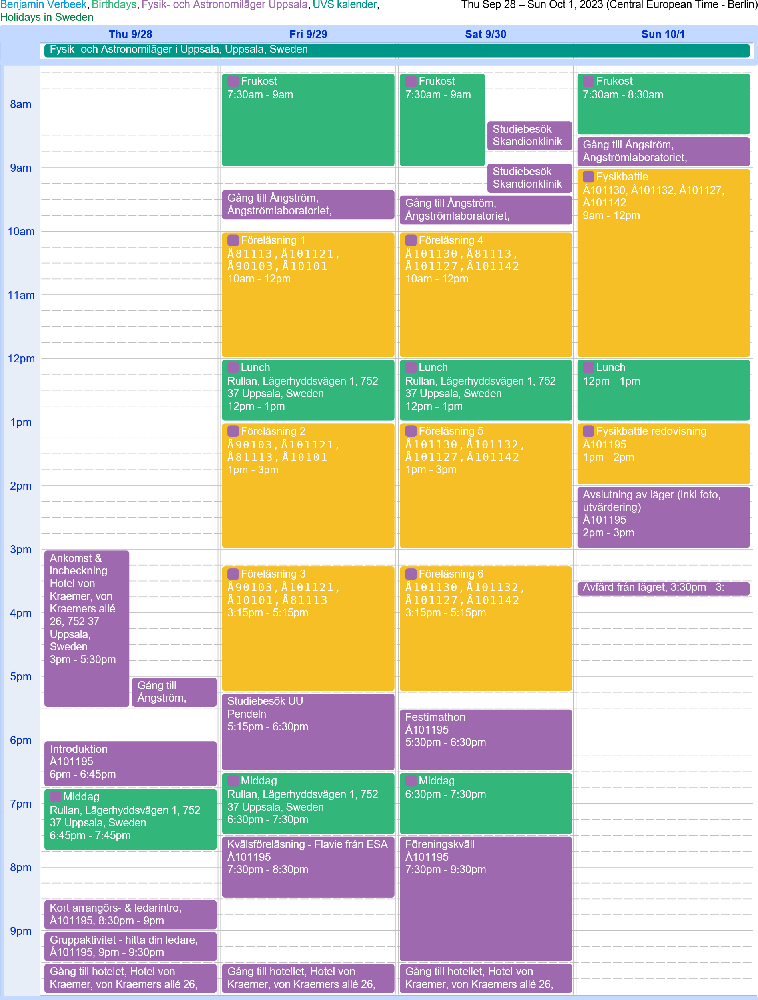 Benjamin Verbeek, Birthdays, Fysik- och Astronomiläger Uppsala, UVS kalender,
Holidays in Sweden
Thu Sep 28 – Sun Oct 1, 2023 (Central European Time - Berlin)
Thu 9/28
Fri 9/29
Sat 9/30
Sun 10/1
Fysik- och Astronomiläger i Uppsala, Uppsala, Sweden
8am
9am
10am
11am
12pm
1pm
2pm
3pm
4pm
5pm
6pm
7pm
8pm
9pm
Ankomst &
incheckning
Hotel von
Kraemer, von
Kraemers allé
26, 752 37
Uppsala,
Sweden
3pm - 5:30pm
Gång till
Ångström,
Introduktion
Å101195
6pm - 6:45pm
Middag
Rullan, Lägerhyddsvägen 1, 752
37 Uppsala, Sweden
6:45pm - 7:45pm
Kort arrangörs- & ledarintro,
Å101195, 8:30pm - 9pm
Gruppaktivitet - hitta din ledare,
Å101195, 9pm - 9:30pm
Gång till hotelet, Hotel von
Kraemer, von Kraemers allé 26,
Frukost
7:30am - 9am
Gång till Ångström,
Ångströmlaboratoriet,
Föreläsning 1
Å81113,Å101121,
Å90103,Å10101
10am - 12pm
Lunch
Rullan, Lägerhyddsvägen 1, 752
37 Uppsala, Sweden
12pm - 1pm
Föreläsning 2
Å90103,Å101121,
Å81113,Å10101
1pm - 3pm
Föreläsning 3
Å90103,Å101121,
Å10101,Å81113
3:15pm - 5:15pm
Studiebesök UU
Pendeln
5:15pm - 6:30pm
Middag
Rullan, Lägerhyddsvägen 1, 752
37 Uppsala, Sweden
6:30pm - 7:30pm
Kvälsföreläsning - Flavie från ESA
Å101195
7:30pm - 8:30pm
Gång till hotellet, Hotel von
Kraemer, von Kraemers allé 26,
Frukost
7:30am - 9am
Studiebesök
Skandionklinik
Studiebesök
Skandionklinik
Gång till Ångström,
Ångströmlaboratoriet,
Föreläsning 4
Å101130,Å81113,
Å101127,Å101142
10am - 12pm
Lunch
Rullan, Lägerhyddsvägen 1, 752
37 Uppsala, Sweden
12pm - 1pm
Föreläsning 5
Å101130,Å101132,
Å101127,Å101142
1pm - 3pm
Föreläsning 6
Å101130,Å101132,
Å101127,Å101142
3:15pm - 5:15pm
Festimathon
Å101195
5:30pm - 6:30pm
Middag
6:30pm - 7:30pm
Föreningskväll
Å101195
7:30pm - 9:30pm
Gång till hotellet, Hotel von
Kraemer, von Kraemers allé 26,
Frukost
7:30am - 8:30am
Gång till Ångström,
Ångströmlaboratoriet,
Fysikbattle
Å101130, Å101132, Å101127,
Å101142
9am - 12pm
Lunch
12pm - 1pm
Fysikbattle redovisning
Å101195
1pm - 2pm
Avslutning av läger (inkl foto,
utvärdering)
Å101195
2pm - 3pm
Avfärd från lägret, 3:30pm - 3: